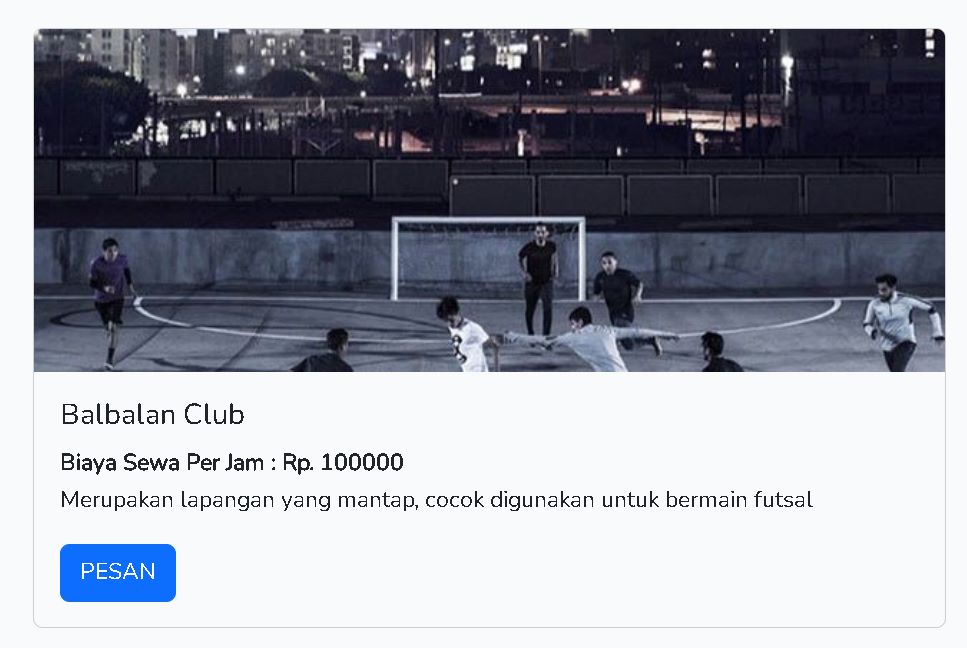 Balbalan Club
Biaya Sewa Per Jam : Rp. 100000
Merupakan lapangan yang mantap, cocok digunakan untuk bermain futsal
PESAN